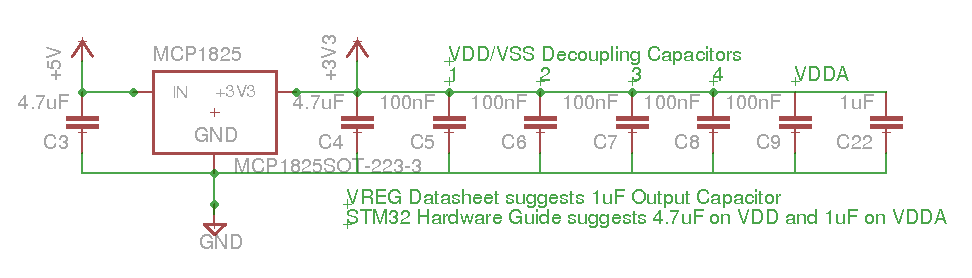 +5V
MCP1825
+3V3
VDD/VSS Decoupling Capacitors
1 2 3 4 VDDA
4.7uF IN +3V3 4.7uF 100nF 100nF 100nF 100nF 100nF 1uF
C3 GND C4 C5 C6 C7 C8 C9 C22
MCP1825SOT-223-3
VREG Datasheet suggests 1uF Output Capacitor
STM32 Hardware Guide suggests 4.7uF on VDD and 1uF on VDDA
GND